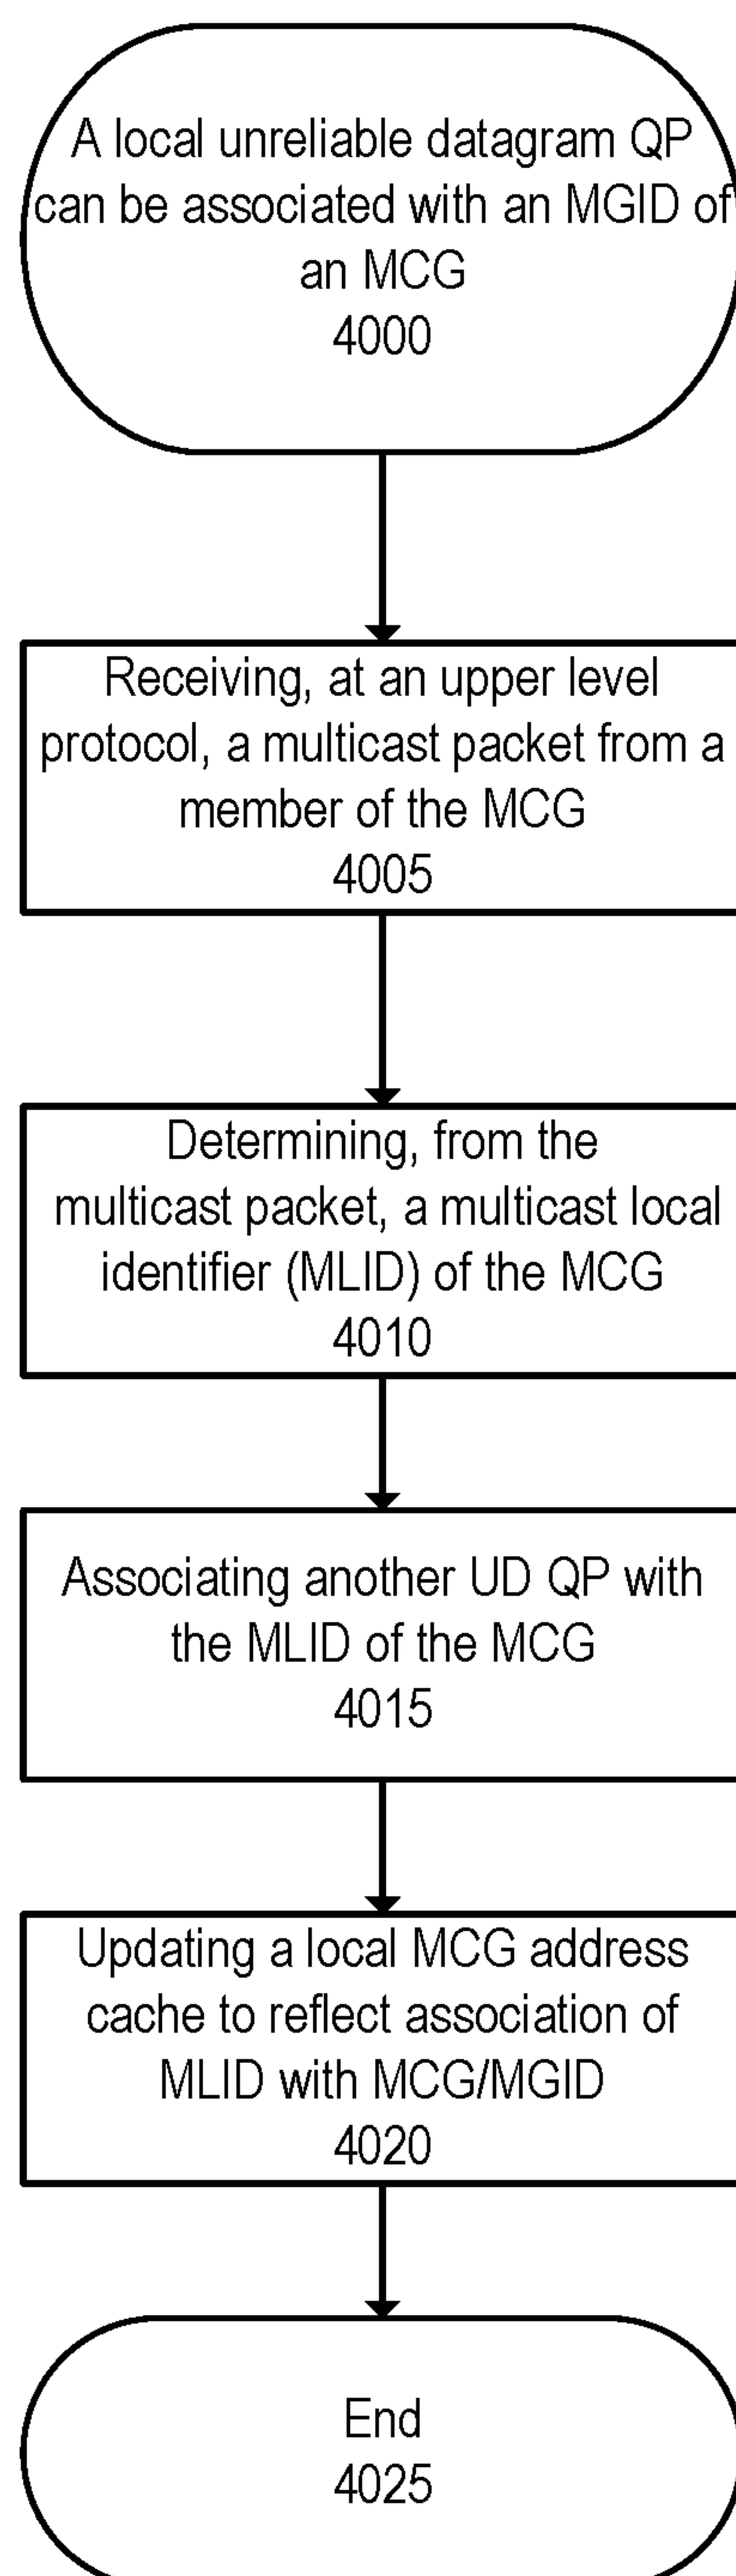 A local unreliable datagram QP
can be associated with an MGID of
an MCG
4000
Receiving, at an upper level
protocol, a multicast packet from a
member of the MCG
4005
Determining, from the
multicast packet, a multicast local
identifier (MLID) of the MCG
4010
Associating another UD QP with
the MLID of the MCG
4015
Updating a local MCG address
cache to reflect association of
MLID with MCG/MGID
4020
End
4025